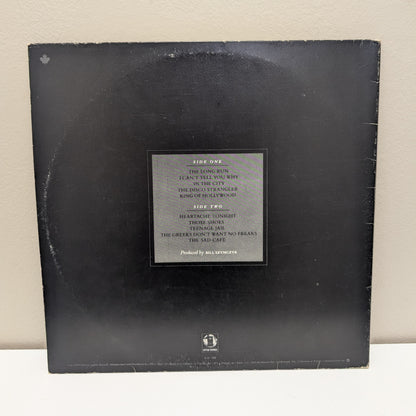 SIDE ONE
THE LONG RUN
I CAN'T TELL YOU WHY
IN THE CITY
THE DISCO STRANGLER
KING OF HOLLYWOOD
SIDE TWO
HEARTACHE TONIGHT
THOSE SHOES
TEENAGE JAIL
THE GREEKS DON'T WANT NO FREAKS
THE SAD CAFÉ
Produced by BILL SZYMCZYK